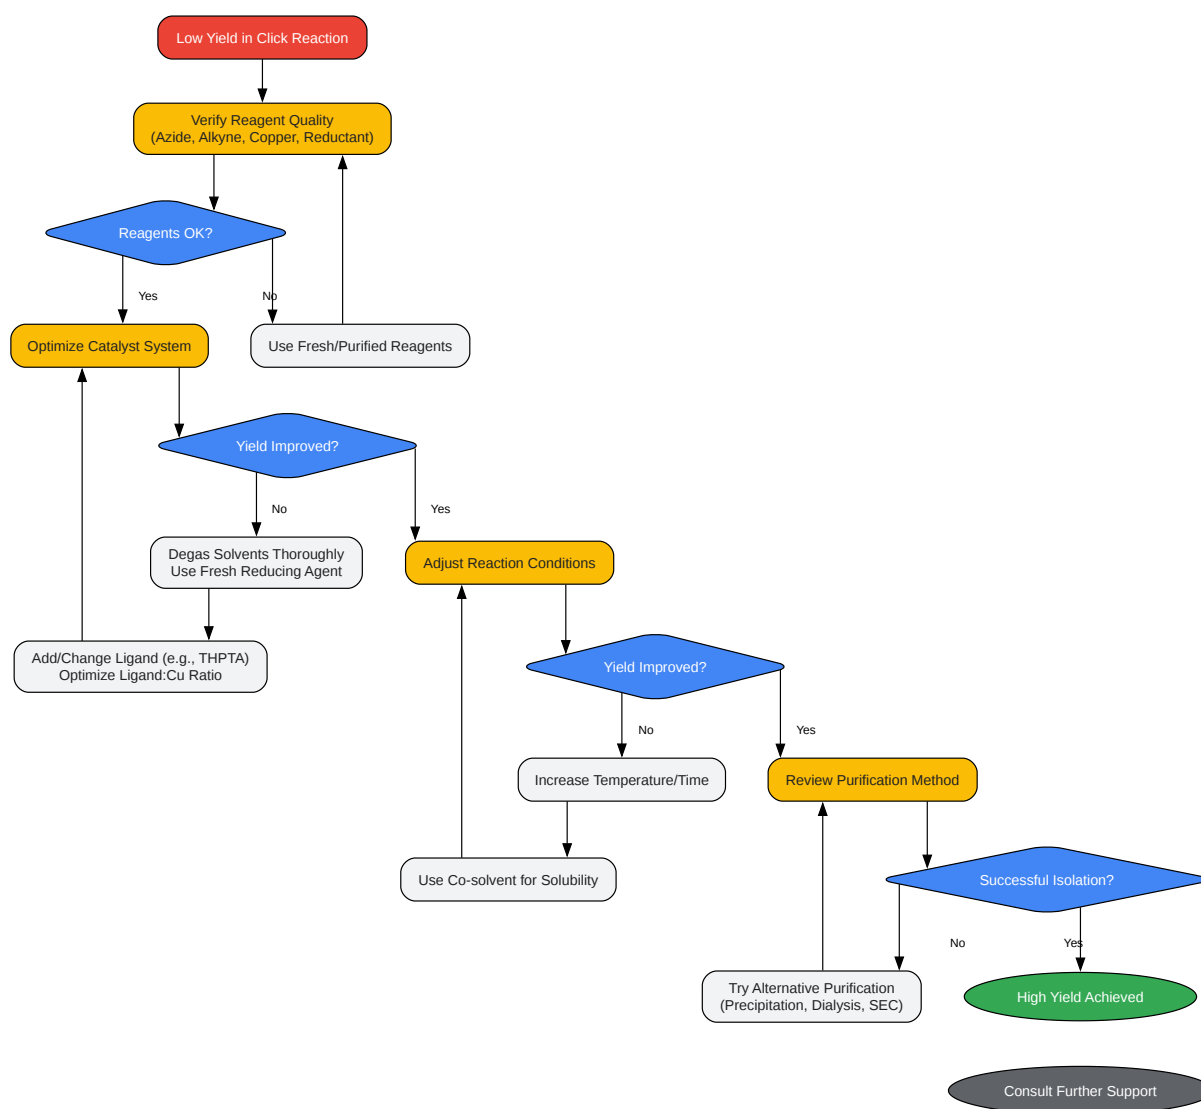 Low Yield in Click Reaction
Verify Reagent Quality
(Azide, Alkyne, Copper, Reductant)
Reagents OK?
Yes
No
Optimize Catalyst System
Use Fresh/Purified Reagents
Yield Improved?
No
Yes
Degas Solvents Thoroughly
Use Fresh Reducing Agent
Adjust Reaction Conditions
Add/Change Ligand (e.g., THPTA)
Optimize Ligand:Cu Ratio
Yield Improved?
No
Yes
Increase Temperature/Time
Review Purification Method
Use Co-solvent for Solubility
Successful Isolation?
No
Yes
Try Alternative Purification
(Precipitation, Dialysis, SEC)
High Yield Achieved
Consult Further Support